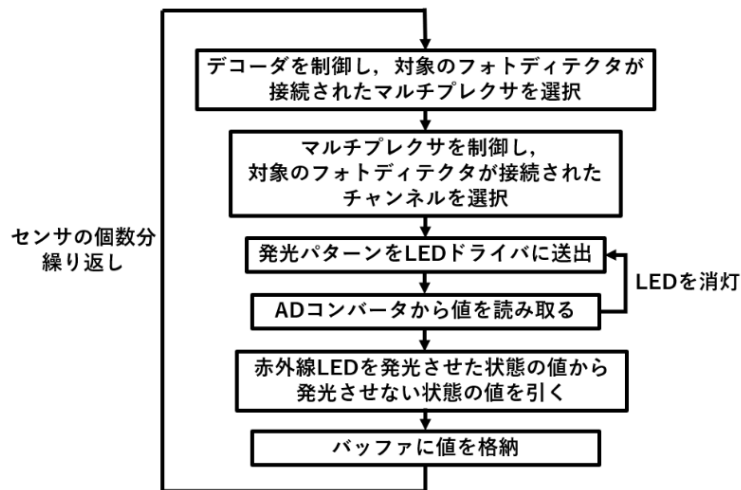 デコーダを制御し，対象のフォトディテクタが
接続されたマルチプレクサを選択
マルチプレクサを制御し，
対象のフォトディテクタが接続された
チャンネルを選択
センサの個数分
繰り返し
発光パターンをLEDドライバに送出
LEDを消灯
ADコンバータから値を読み取る
赤外線LEDを発光させた状態の値から
発光させない状態の値を引く
バッファに値を格納